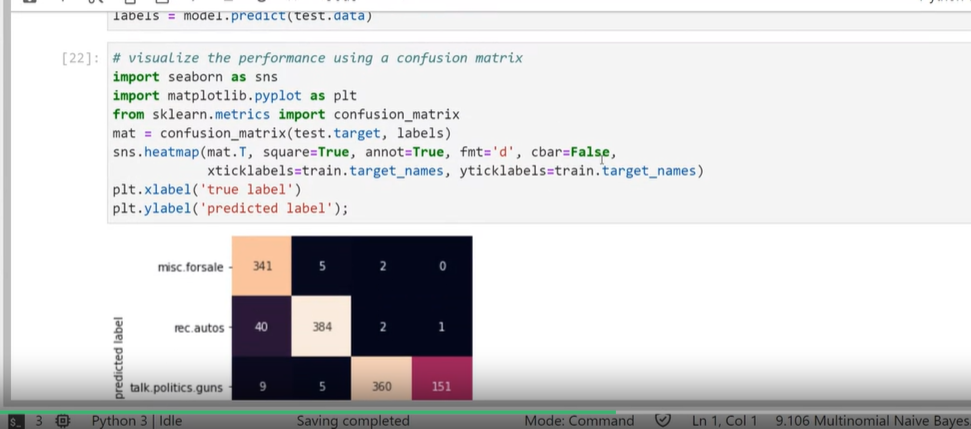 labels = model.predict(test.data)
[22]: # visualize the performance using a confusion matrix
import seaborn as sns
import matplotlib.pyplot as plt
from sklearn.metrics import confusion_matrix
mat = confusion_matrix(test.target, labels)
sns.heatmap(mat.T, square=True, annot=True, fmt='d', cbar=False,
xticklabels=train.target_names, yticklabels=train.target_names)
plt.xlabel('true label')
plt.ylabel('predicted label');
misc.forsale 341 5 2 0
rec.autos 40 384 2 1
talk.politics.guns 9 5 360 151
predicted label
3 Python 3 | Idle Saving completed Mode: Command Ln 1, Col 1 9.106 Multinomial Naive Bayes